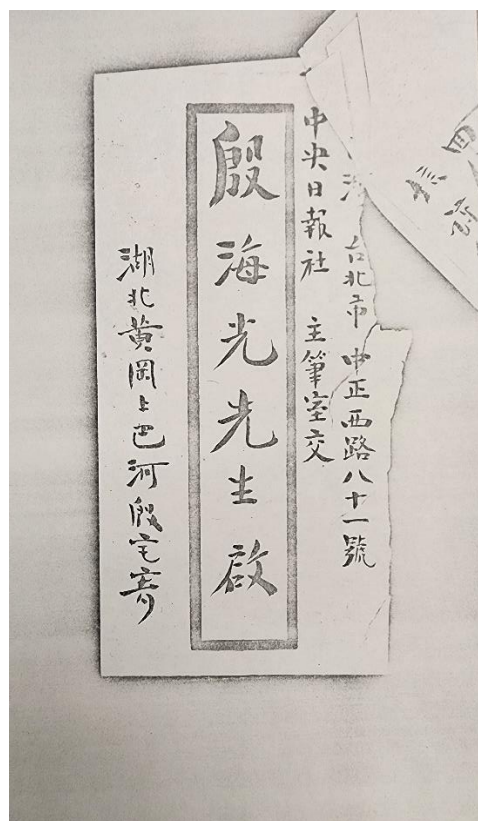 台北市 中正西路八十一號
中央日報社 主筆室交
殷海光先生啟
湖北黃岡上巴河殷宅寄
四